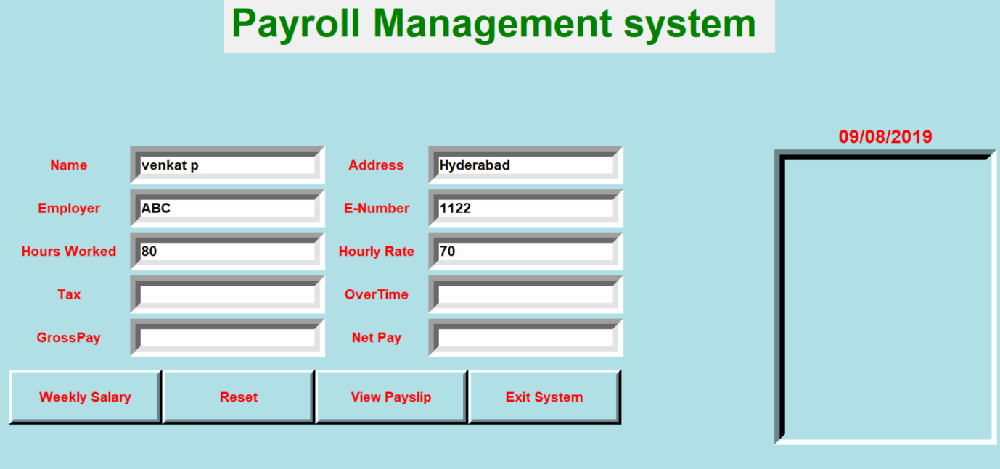 Payroll Management system
09/08/2019
Name venkat p Address Hyderabad
Employer ABC E-Number 1122
Hours Worked 80 Hourly Rate 70
Tax OverTime
GrossPay Net Pay
Weekly Salary Reset View Payslip Exit System